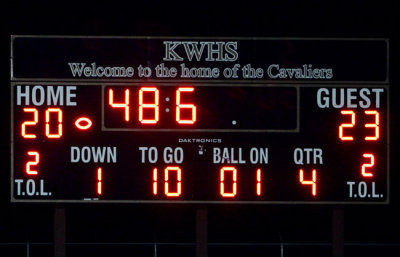 KWHS
Welcome to the home of the Cavaliers
HOME 48:6 GUEST
20 DAKTRONICS 23
2 DOWN TO GO BALL ON QTR 2
T.O.L. 1 10 01 4 T.O.L.